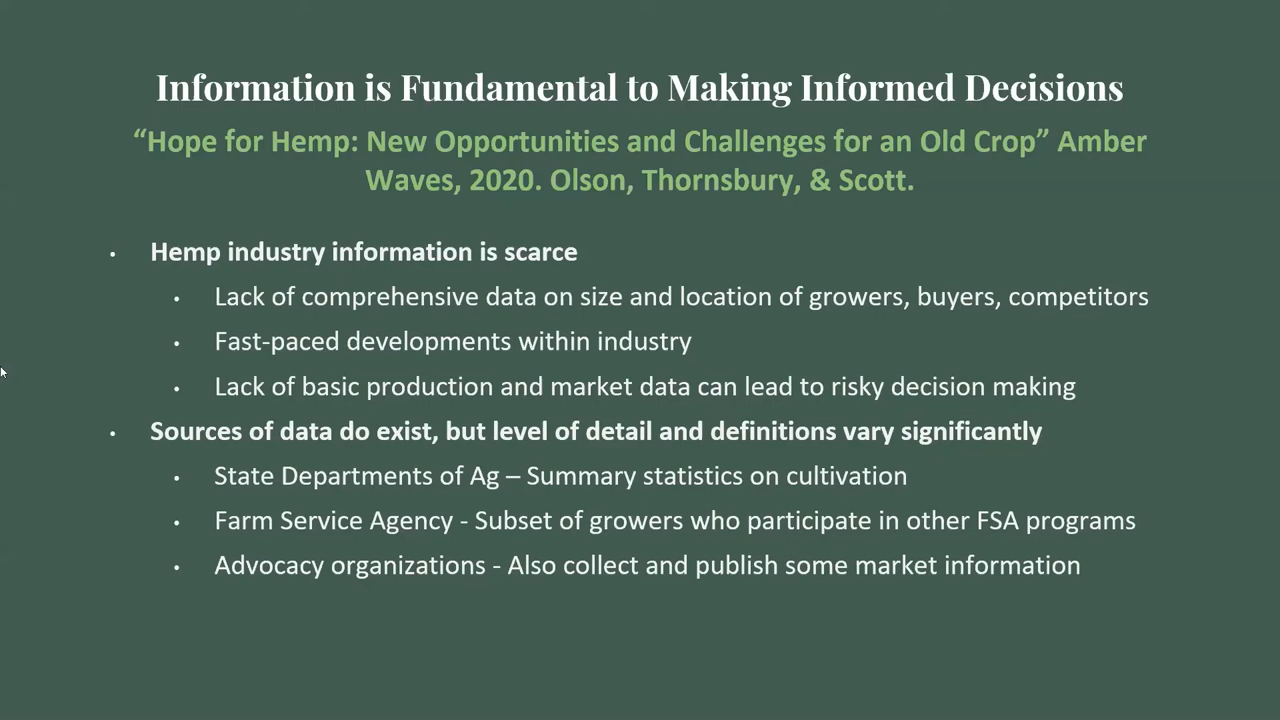 Information is Fundamental to Making Informed Decisions
“Hope for Hemp: New Opportunities and Challenges for an Old Crop” Amber
Waves, 2020. Olson, Thornsbury, & Scott.
• Hemp industry information is scarce
• Lack of comprehensive data on size and location of growers, buyers, competitors
• Fast-paced developments within industry
• Lack of basic production and market data can lead to risky decision making
• Sources of data do exist, but level of detail and definitions vary significantly
• State Departments of Ag – Summary statistics on cultivation
• Farm Service Agency - Subset of growers who participate in other FSA programs
• Advocacy organizations - Also collect and publish some market information